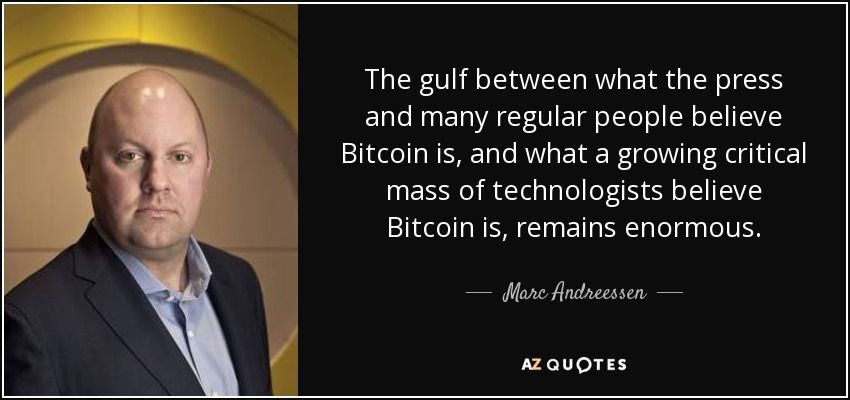 The gulf between what the press
and many regular people believe
Bitcoin is, and what a growing critical
mass of technologists believe
Bitcoin is, remains enormous.
Marc Andreessen
AZ QUOTES